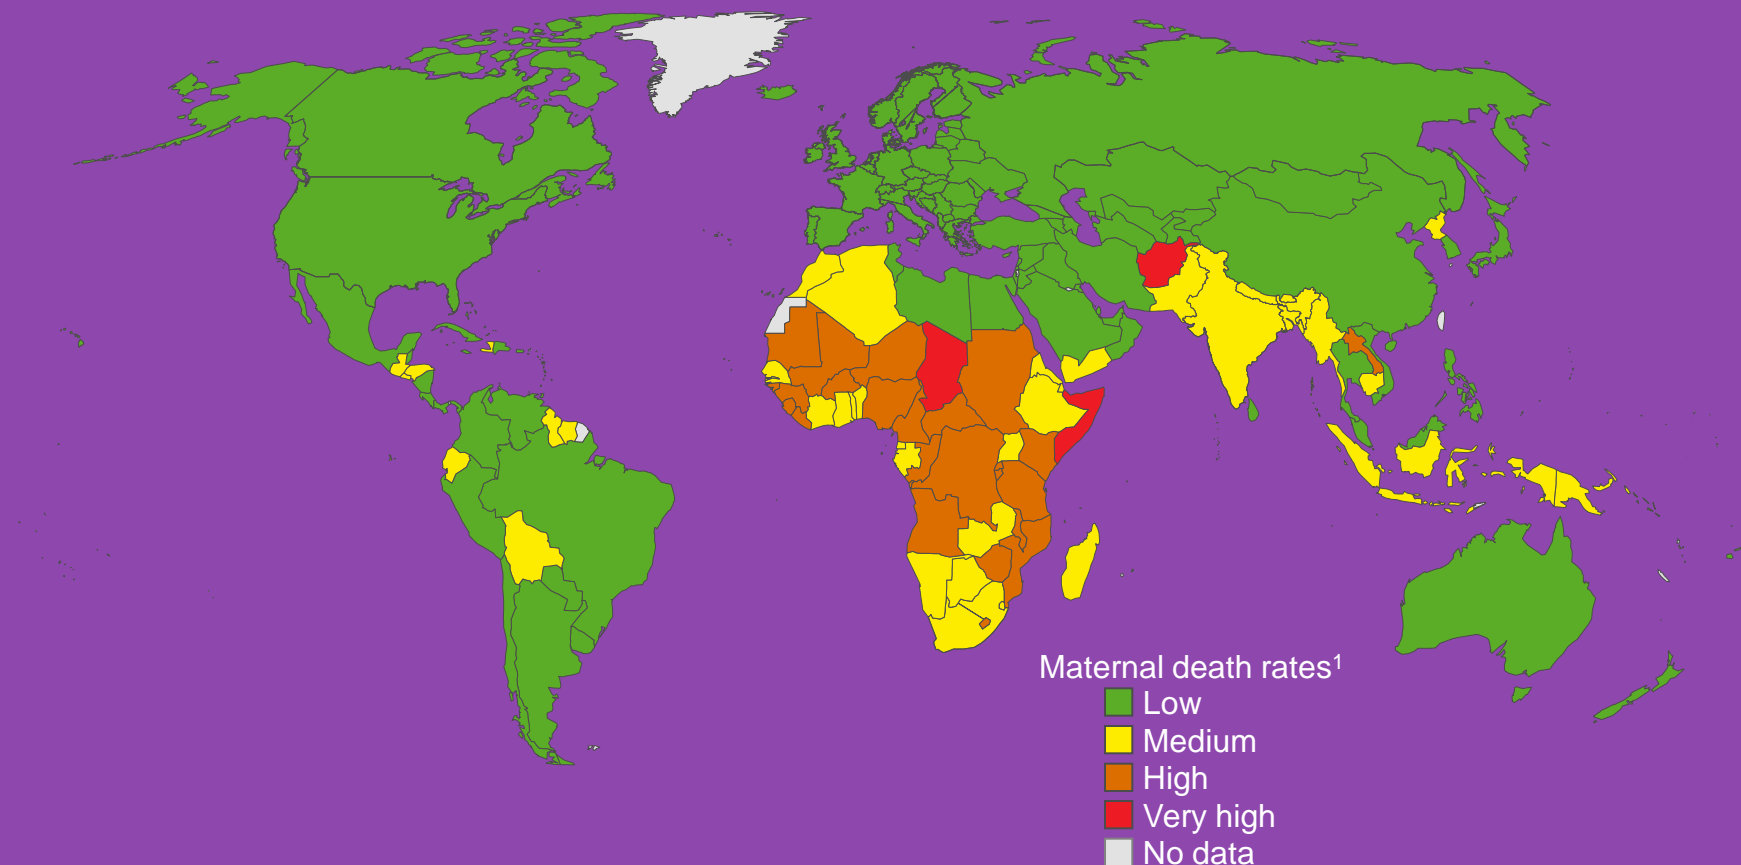 Maternal death rates¹
Low
Medium
High
Very high
No data